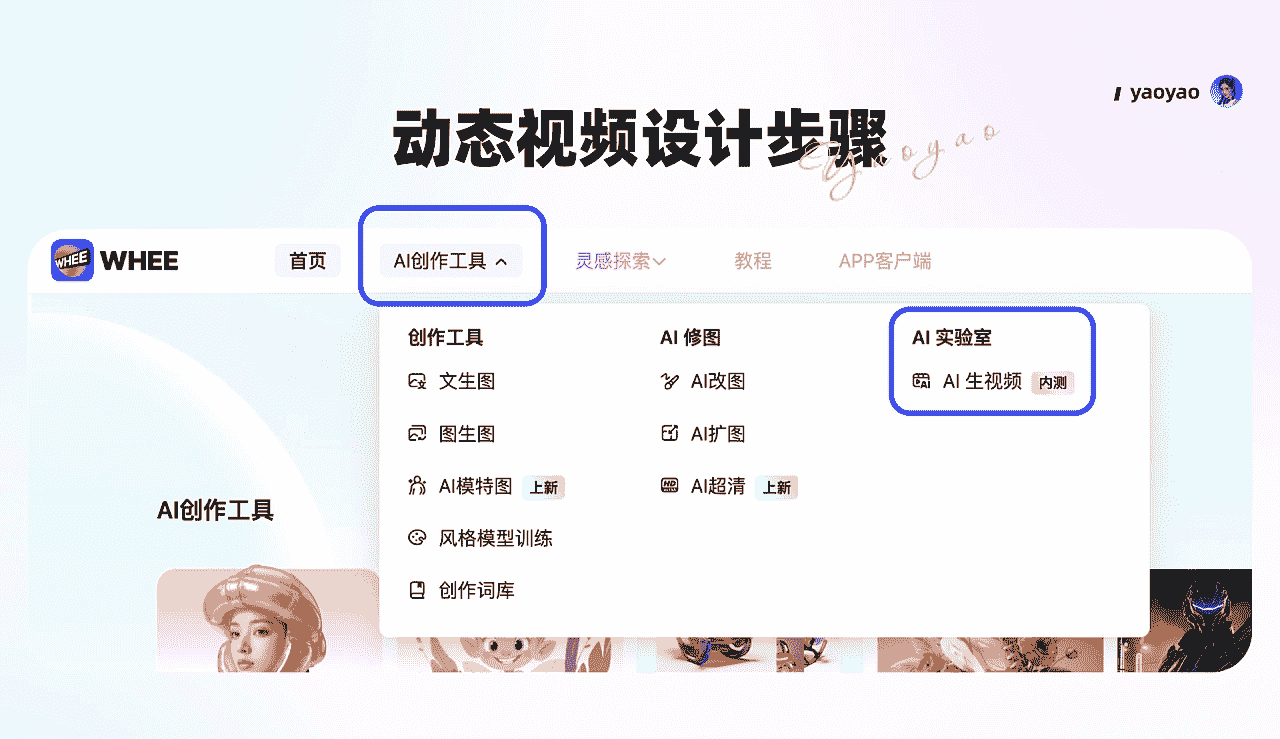 yaoyao
动态视频设计步骤
yaoyao
WHEE WHEE 首页 AI创作工具 灵感探索 教程 APP客户端
创作工具 AI 修图 AI 实验室
文生图 AI改图 AI 生视频 内测
图生图 AI扩图
AI模特图 上新 HD AI超清 上新
风格模型训练
创作词库
AI创作工具